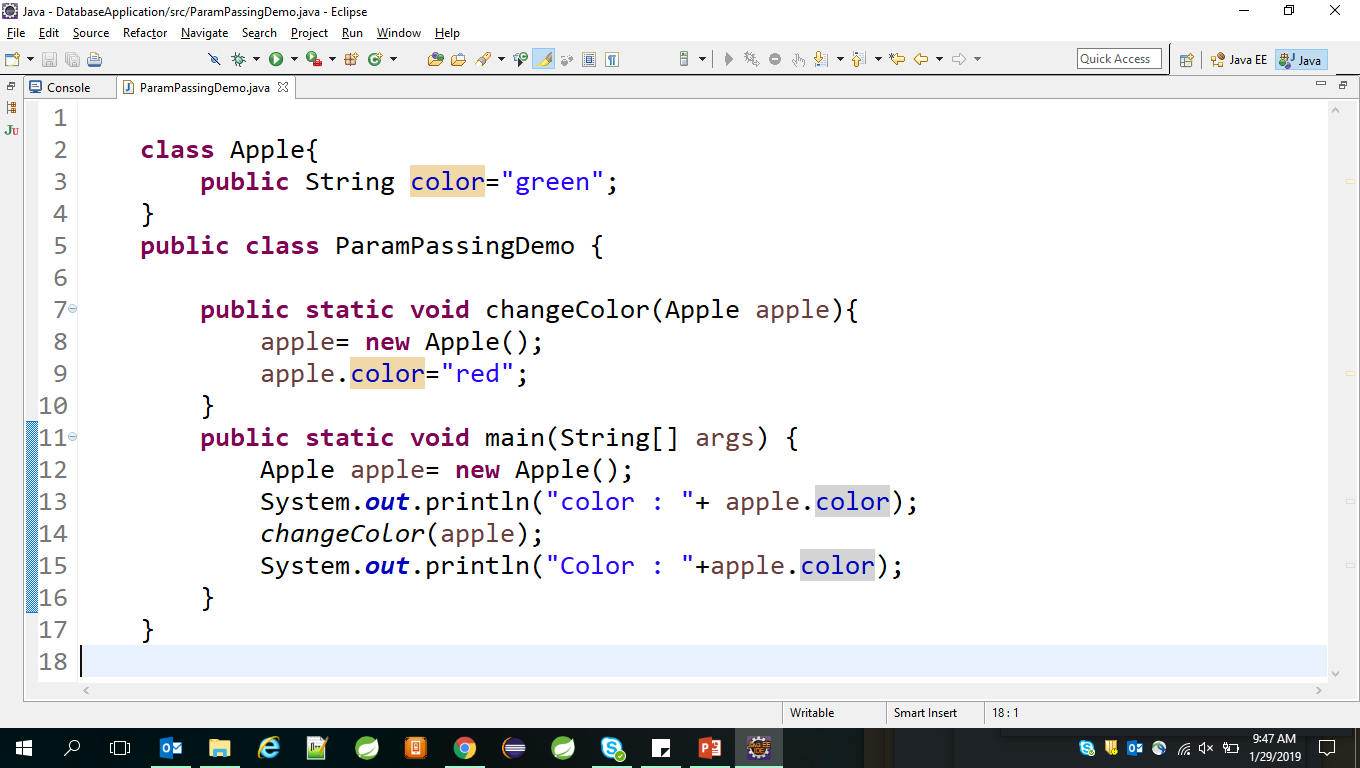 Java - DatabaseApplication/src/ParamPassingDemo.java - Eclipse
File Edit Source Refactor Navigate Search Project Run Window Help
Quick Access Java EE Java
Console ParamPassingDemo.java
JU
1
2 class Apple{
3 public String color="green";
4 }
5 public class ParamPassingDemo {
6
7 public static void changeColor(Apple apple){
8 apple= new Apple();
9 apple.color="red";
10 }
11 public static void main(String[] args) {
12 Apple apple= new Apple();
13 System.out.println("color : "+ apple.color);
14 changeColor(apple);
15 System.out.println("Color : "+apple.color);
16 }
17 }
18
Writable Smart Insert 18 : 1
9:47 AM
1/29/2019